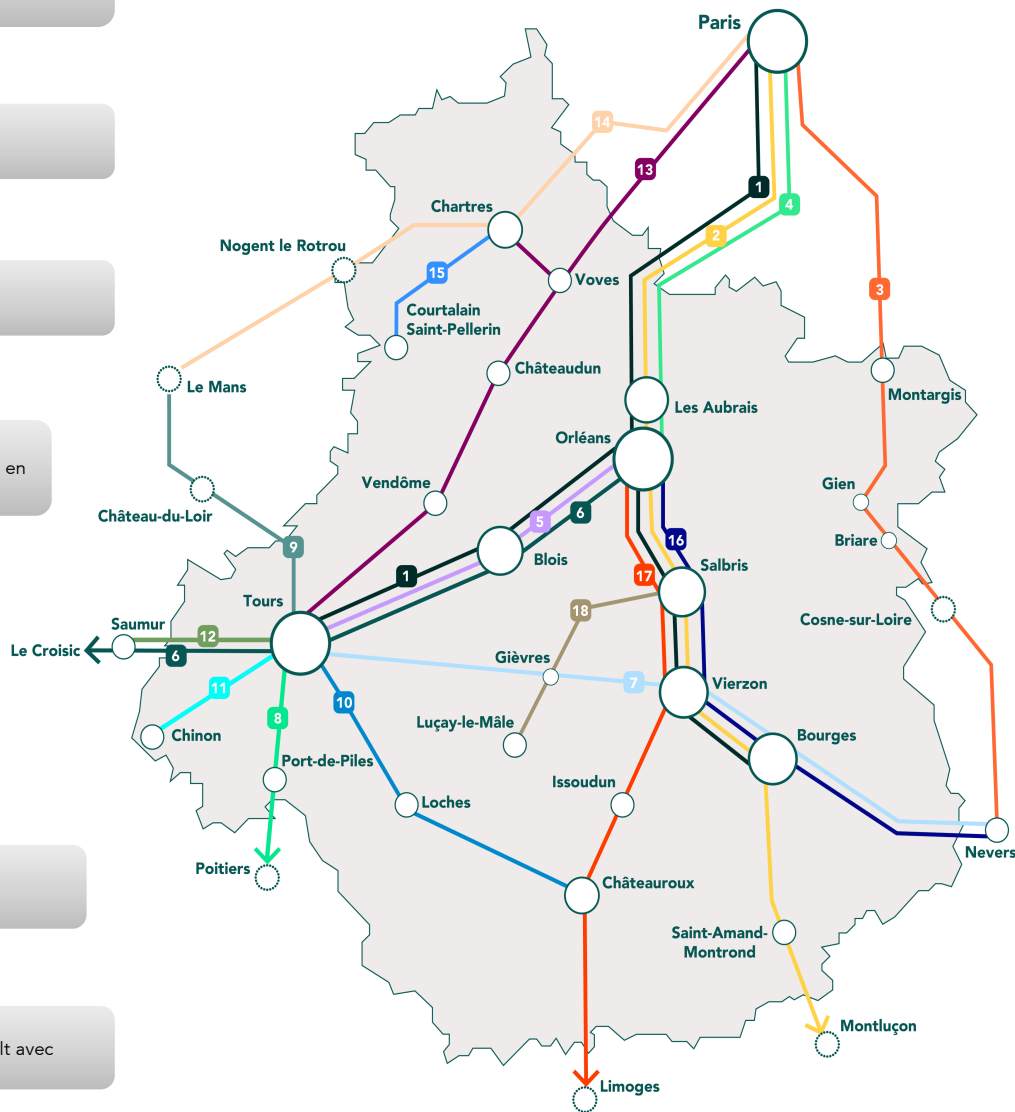 Paris
14
13
1
4
2
Chartres
Nogent le Rotrou
15
Voves
3
Courtalain
Saint-Pellerin
Châteaudun
Le Mans
Montargis
Les Aubrais
Orléans
en
Vendôme
Gien
Château-du-Loir
5
6
16
Briare
9
Blois
Salbris
1
17
Tours
18
Cosne-sur-Loire
Saumur
12
Le Croisic
6
Gièvres
11
7
Vierzon
10
8
Luçay-le-Mâle
Chinon
Bourges
Port-de-Piles
Issoudun
Loches
Nevers
Poitiers
Châteauroux
Saint-Amand-
Montrond
Montluçon
lt avec
Limoges